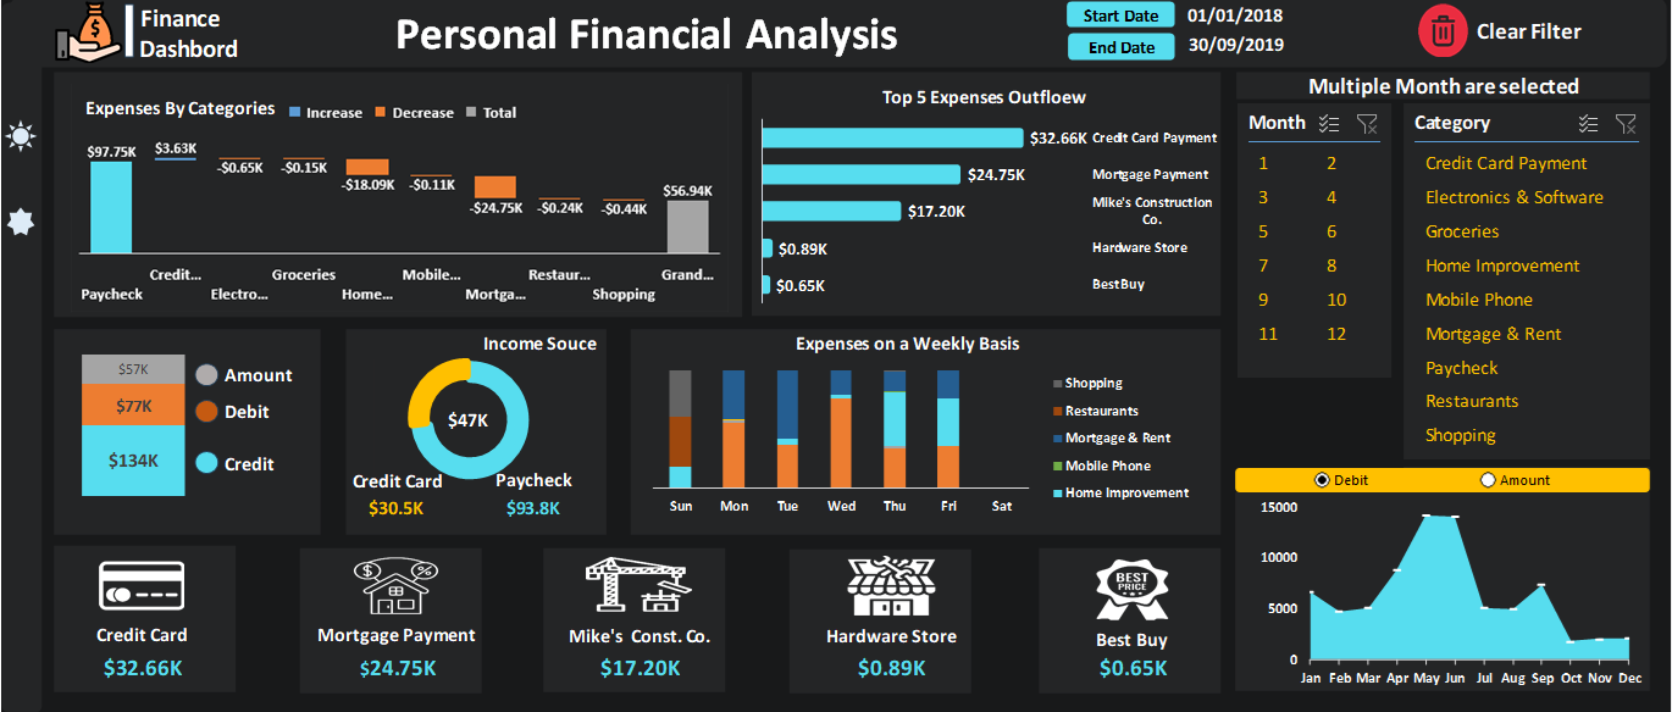 Finance
Dashbord
Personal Financial Analysis
Start Date 01/01/2018
End Date 30/09/2019
Clear Filter
Expenses By Categories Increase Decrease Total
$97.75K $3.63K -$0.65K -$0.15K -$18.09K -$0.11K -$24.75K -$0.24K -$0.44K $56.94K
Credit... Groceries Mobile... Restaur... Grand...
Paycheck Electro... Home... Mortga... Shopping
Top 5 Expenses Outfloew
$32.66K Credit Card Payment
$24.75K Mortgage Payment
$17.20K Mike's Construction
Co.
$0.89K Hardware Store
$0.65K BestBuy
Multiple Month are selected
Month
1 2
3 4
5 6
7 8
9 10
11 12
Category
Credit Card Payment
Electronics & Software
Groceries
Home Improvement
Mobile Phone
Mortgage & Rent
Paycheck
Restaurants
Shopping
$57K Amount
$77K Debit
$134K Credit
Income Souce
$47K
Credit Card Paycheck
$30.5K $93.8K
Expenses on a Weekly Basis
Shopping
Restaurants
Mortgage & Rent
Mobile Phone
Home Improvement
Sun Mon Tue Wed Thu Fri Sat
Debit Amount
15000
10000
5000
0
Jan Feb Mar Apr May Jun Jul Aug Sep Oct Nov Dec
Credit Card
$32.66K
Mortgage Payment
$24.75K
Mike's Const. Co.
$17.20K
Hardware Store
$0.89K
BEST
PRICE
Best Buy
$0.65K